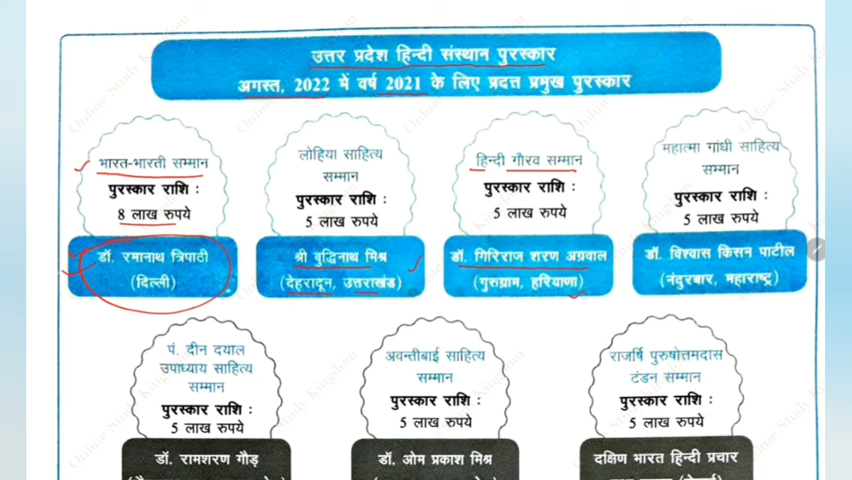 उत्तर प्रदेश हिन्दी संस्थान पुरस्कार
अगस्त, 2022 में वर्ष 2021 के लिए प्रदत्त प्रमुख पुरस्कार
भारत-भारती सम्मान
पुरस्कार राशि :
8 लाख रुपये
डॉ. रमानाथ त्रिपाठी
(दिल्ली)
लोहिया साहित्य
सम्मान
पुरस्कार राशि :
5 लाख रुपये
श्री बुद्धिनाथ मिश्र
(देहरादून, उत्तराखंड)
हिन्दी गौरव सम्मान
पुरस्कार राशि :
5 लाख रुपये
डॉ. गिरिराज शरण अग्रवाल
(गुरुग्राम, हरियाणा)
महात्मा गांधी साहित्य
सम्मान
पुरस्कार राशि :
5 लाख रुपये
डॉ. विश्वास किसन पाटील
(नंदुरबार, महाराष्ट्र)
पं. दीन दयाल
उपाध्याय साहित्य
सम्मान
पुरस्कार राशि :
5 लाख रुपये
डॉ. रामशरण गौड़
अवन्तीबाई साहित्य
सम्मान
पुरस्कार राशि :
5 लाख रुपये
डॉ. ओम प्रकाश मिश्र
राजर्षि पुरुषोत्तमदास
टंडन सम्मान
पुरस्कार राशि :
5 लाख रुपये
दक्षिण भारत हिन्दी प्रचार
Online Study Kingdom